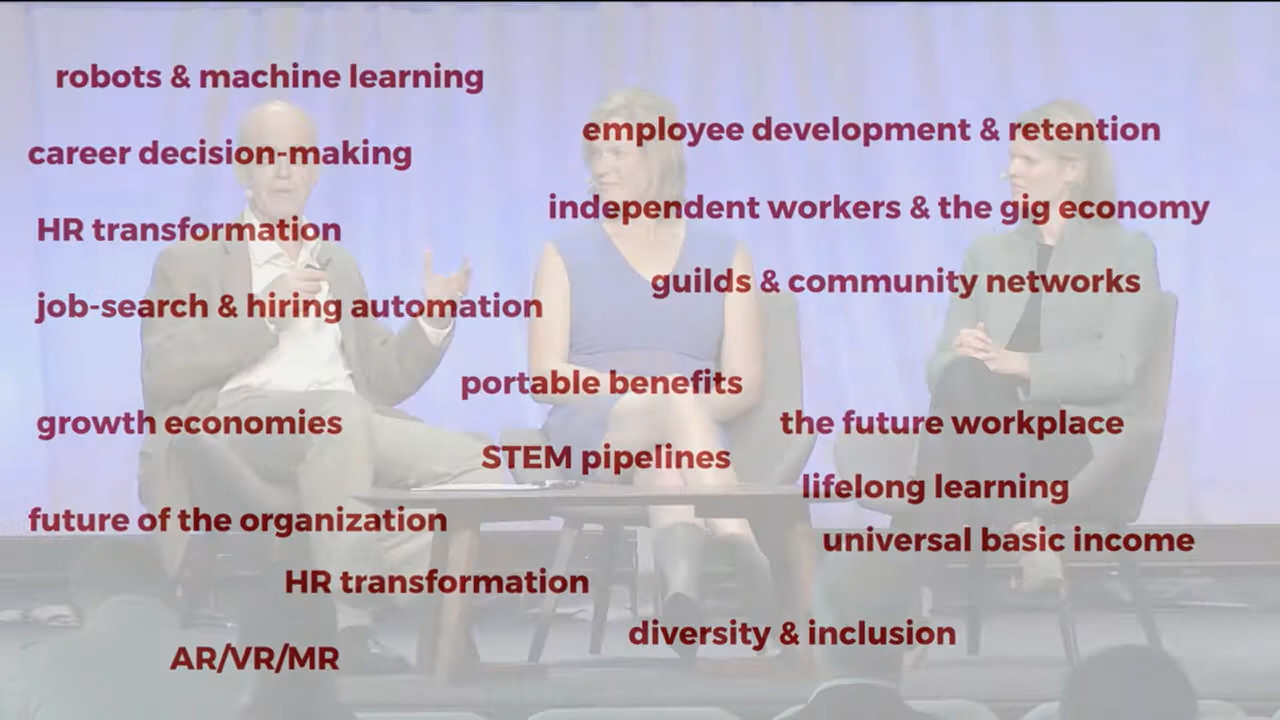 robots & machine learning
employee development & retention
career decision-making
independent workers & the gig economy
HR transformation
guilds & community networks
job-search & hiring automation
portable benefits
growth economies
the future workplace
STEM pipelines
lifelong learning
future of the organization
universal basic income
HR transformation
diversity & inclusion
AR/VR/MR